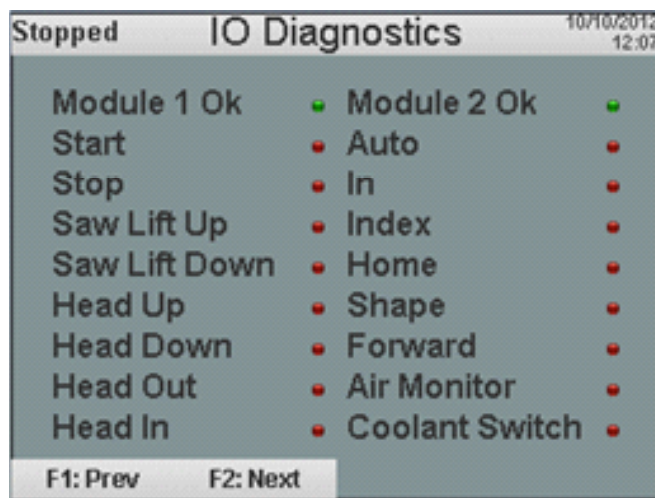 Stopped IO Diagnostics 10/10/2012
12:07
Module 1 Ok Module 2 Ok
Start Auto
Stop In
Saw Lift Up Index
Saw Lift Down Home
Head Up Shape
Head Down Forward
Head Out Air Monitor
Head In Coolant Switch
F1: Prev F2: Next